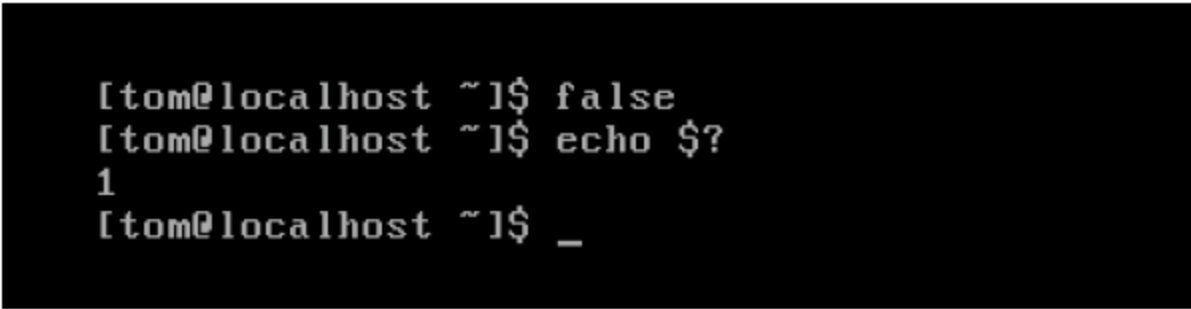 [tom@localhost ~]$ false
[tom@localhost ~]$ echo $?
1
[tom@localhost ~]$ _